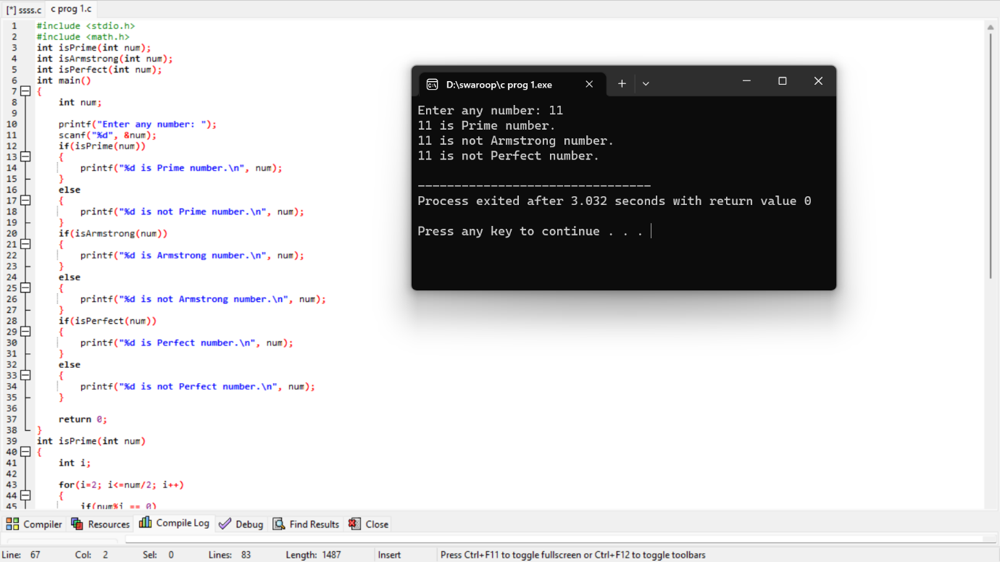 [*] ssss.c c prog 1.c
1 #include <stdio.h>
2 #include <math.h>
3 int isPrime(int num);
4 int isArmstrong(int num);
5 int isPerfect(int num);
6 int main()
7 {
8 int num;
9
10 printf("Enter any number: ");
11 scanf("%d", &num);
12 if(isPrime(num))
13 {
14 printf("%d is Prime number.\n", num);
15 }
16 else
17 {
18 printf("%d is not Prime number.\n", num);
19 }
20 if(isArmstrong(num))
21 {
22 printf("%d is Armstrong number.\n", num);
23 }
24 else
25 {
26 printf("%d is not Armstrong number.\n", num);
27 }
28 if(isPerfect(num))
29 {
30 printf("%d is Perfect number.\n", num);
31 }
32 else
33 {
34 printf("%d is not Perfect number.\n", num);
35 }
36
37 return 0;
38 }
39 int isPrime(int num)
40 {
41 int i;
42
43 for(i=2; i<=num/2; i++)
44 {
45 if(num%i == 0)
D:\swaroop\c prog 1.exe
Enter any number: 11
11 is Prime number.
11 is not Armstrong number.
11 is not Perfect number.
--------------------------------
Process exited after 3.032 seconds with return value 0
Press any key to continue . . .
Compiler Resources Compile Log Debug Find Results Close
Line: 67 Col: 2 Sel: 0 Lines: 83 Length: 1487 Insert Press Ctrl+F11 to toggle fullscreen or Ctrl+F12 to toggle toolbars